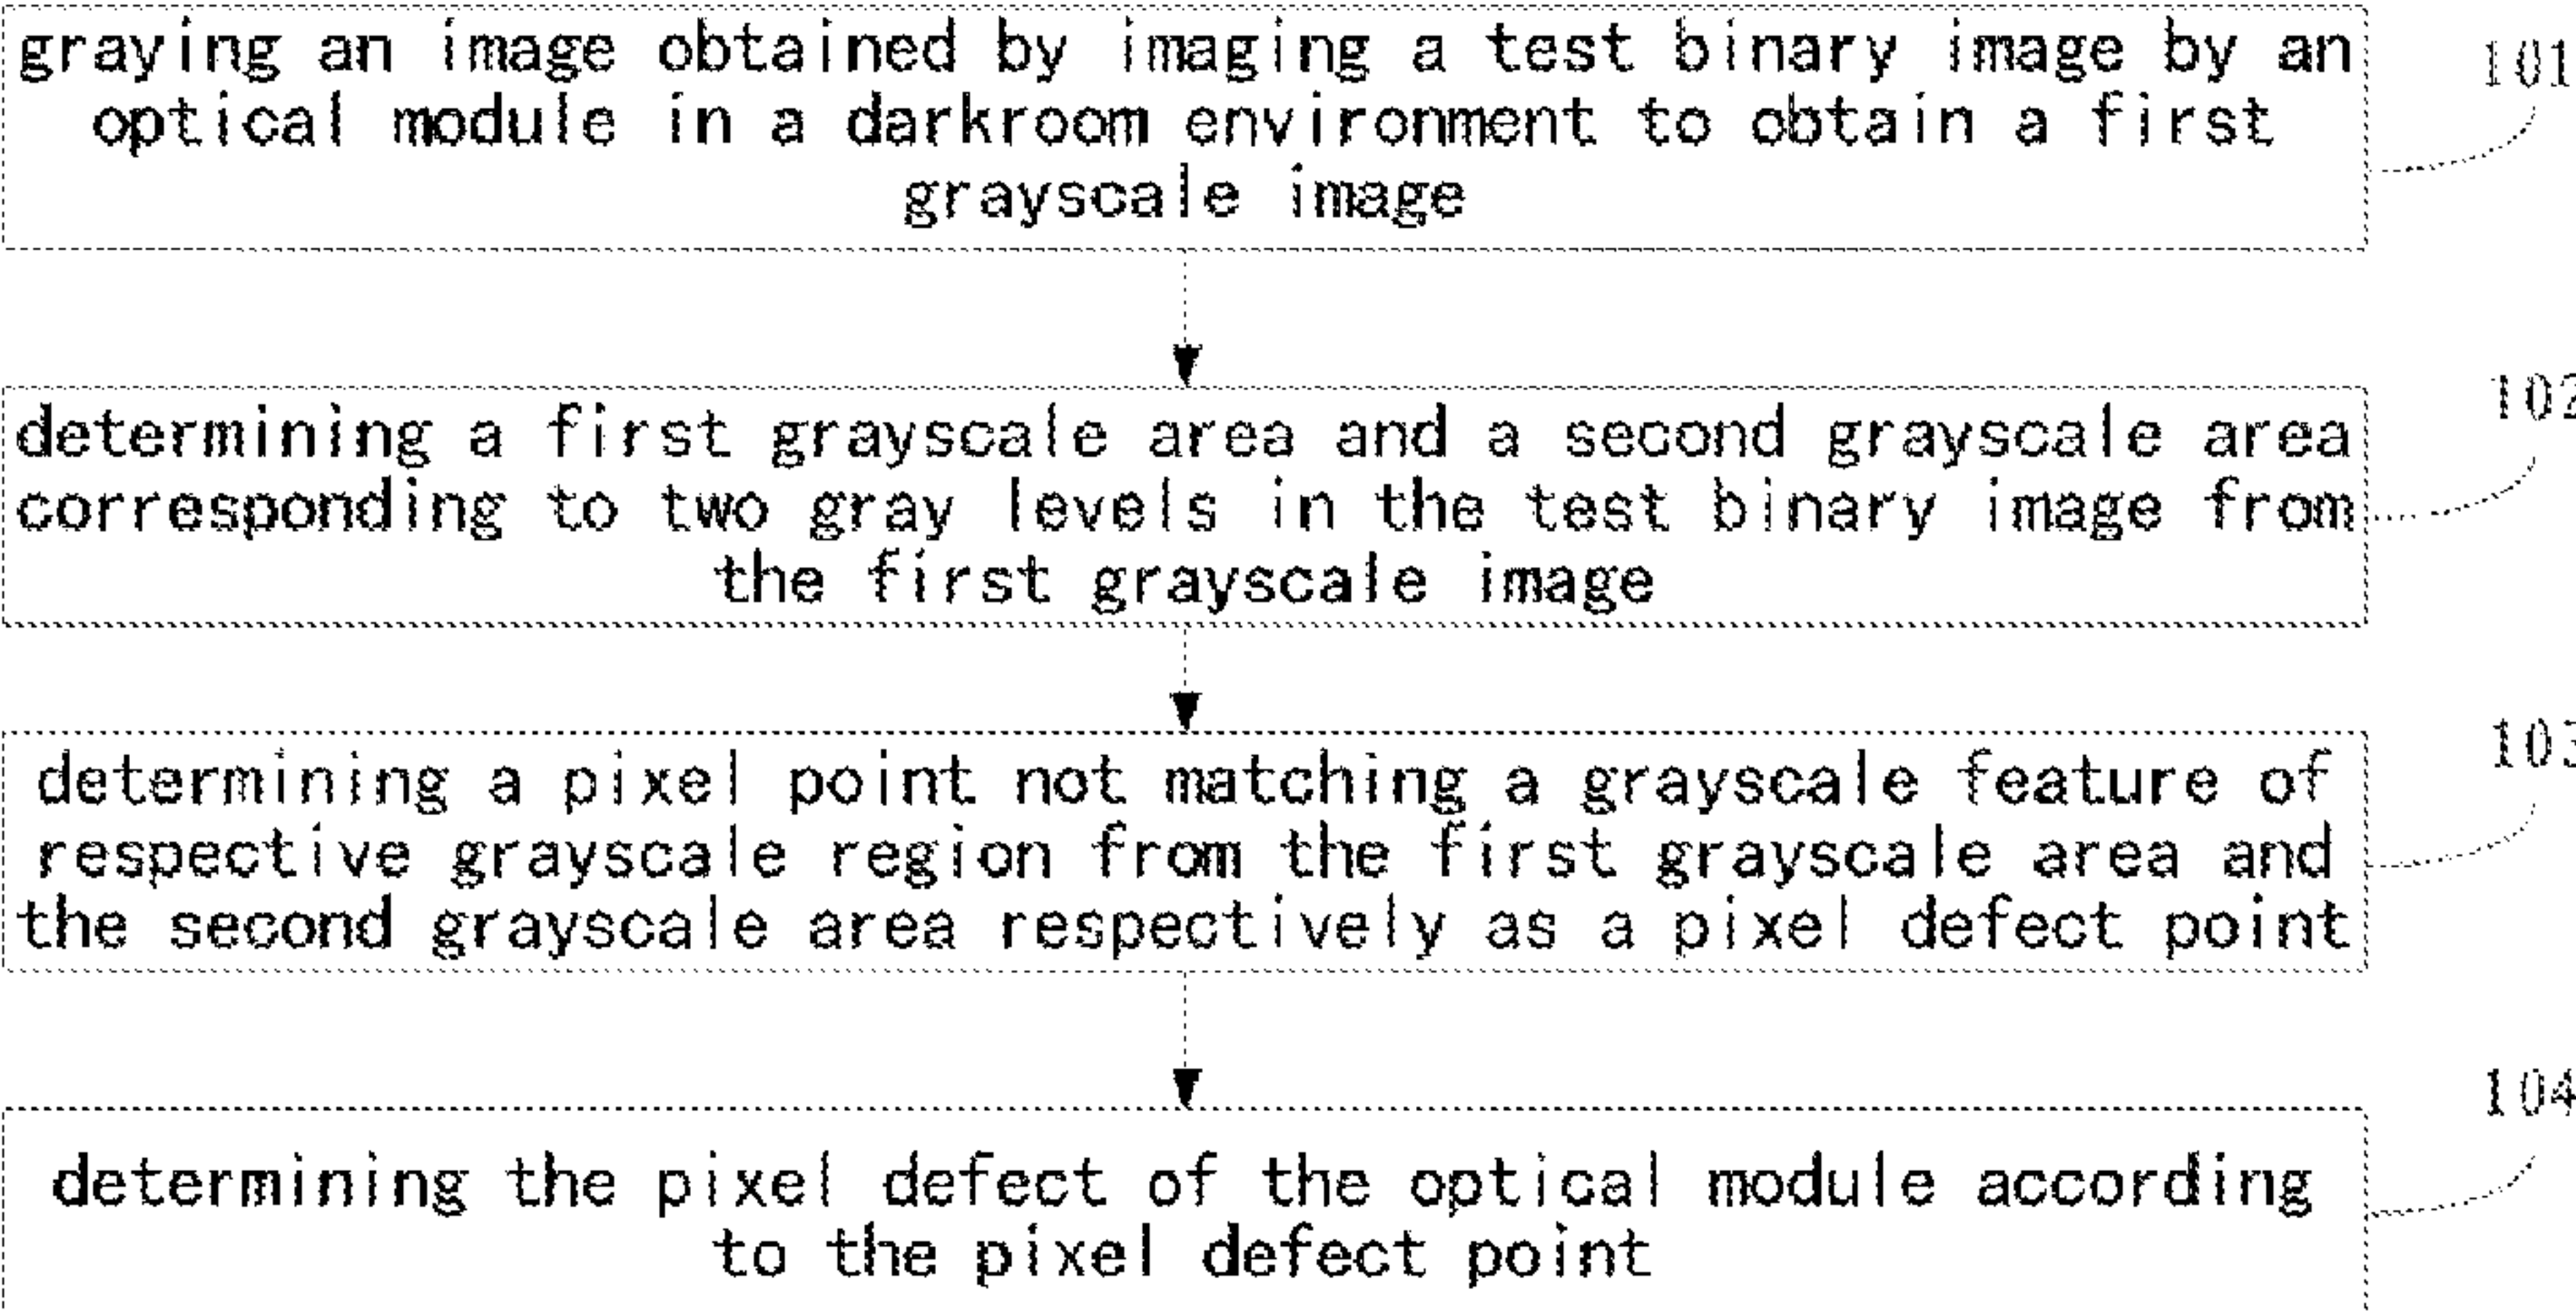 graying an image obtained by imaging a test binary image by an
optical module in a darkroom environment to obtain a first
grayscale image
101
determining a first grayscale area and a second grayscale area
corresponding to two gray levels in the test binary image from
the first grayscale image
102
determining a pixel point not matching a grayscale feature of
respective grayscale region from the first grayscale area and
the second grayscale area respectively as a pixel defect point
103
determining the pixel defect of the optical module according
to the pixel defect point
104